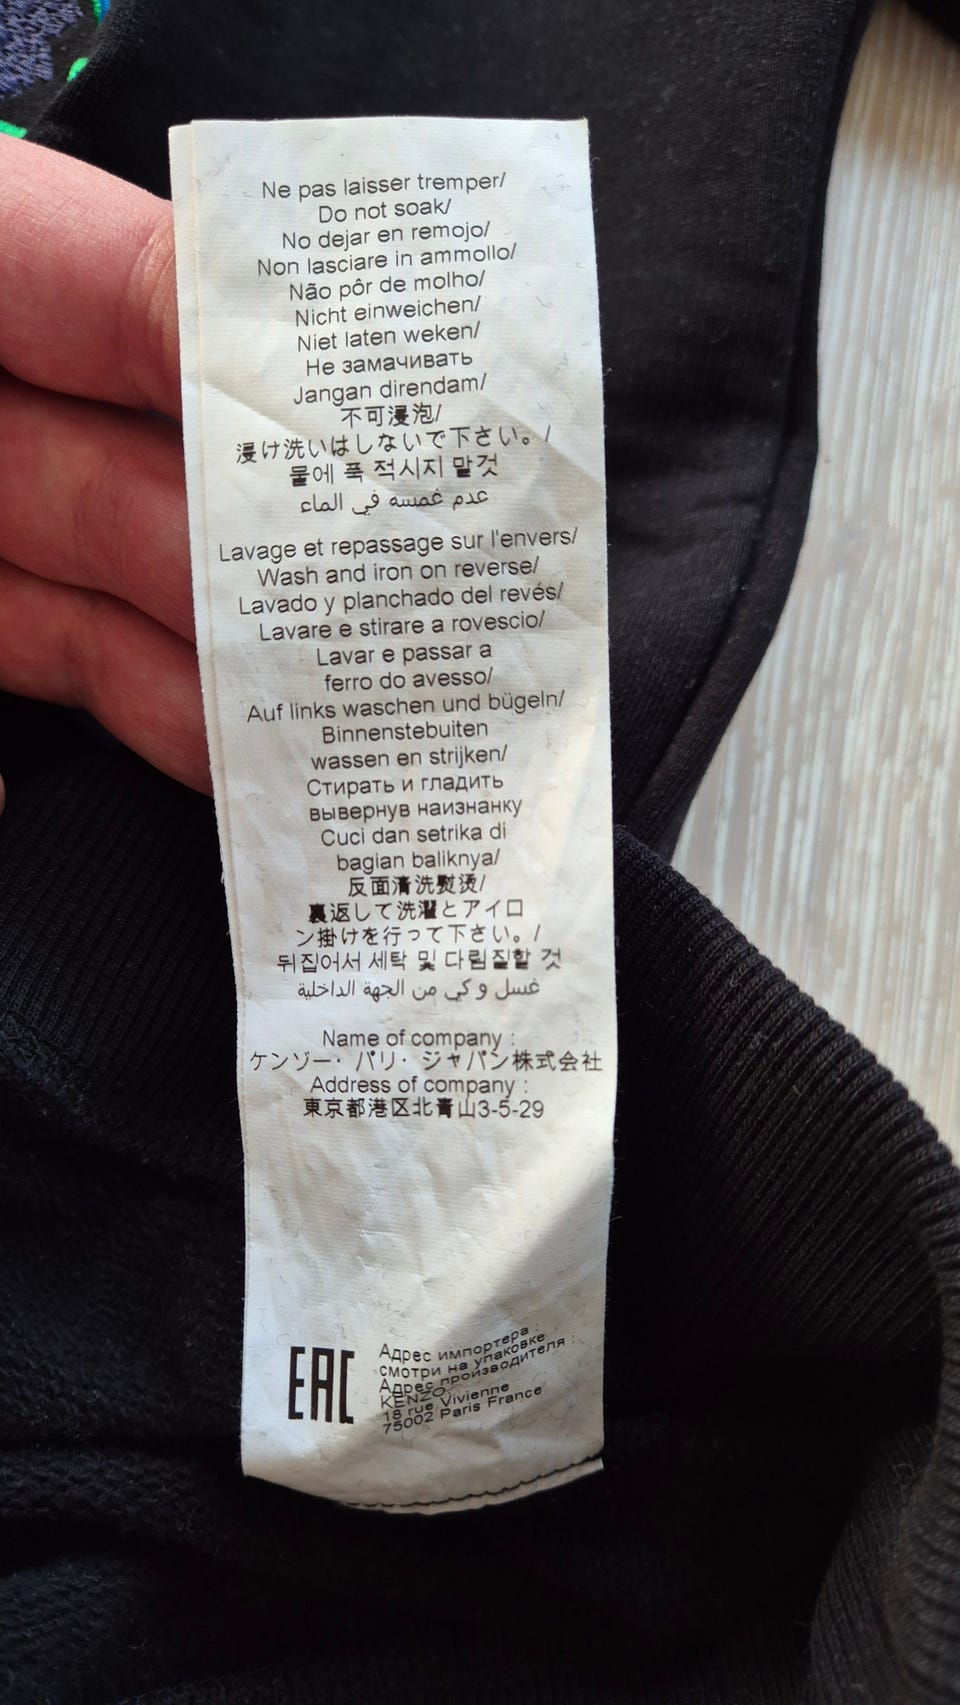 Ne pas laisser tremper/
Do not soak/
No dejar en remojo/
Non lasciare in ammollo/
Não pôr de molho/
Nicht einweichen/
Niet laten weken/
Не замачивать
Jangan direndam/
不可浸泡/
浸け洗いはしないで下さい。/
물에 푹 적시지 말것
عدم غمسه في الماء
Lavage et repassage sur l'envers/
Wash and iron on reverse/
Lavado y planchado del revés/
Lavare e stirare a rovescio/
Lavar e passar a
ferro do avesso/
Auf links waschen und bügeln/
Binnenstebuiten
wassen en strijken/
Стирать и гладить
вывернув наизнанку
Cuci dan setrika di
bagian baliknya/
反面清洗熨烫/
裏返して洗濯とアイロ
ン掛けを行って下さい。/
뒤집어서 세탁 및 다림질할 것
غسل و كي من الجهة الداخلية
Name of company :
ケンゾー・パリ・ジャパン株式会社
Address of company :
東京都港区北青山3-5-29
EAC
Адрес импортера :
смотри на упаковке
Адрес производителя :
KENZO
18 rue Vivienne
75002 Paris France